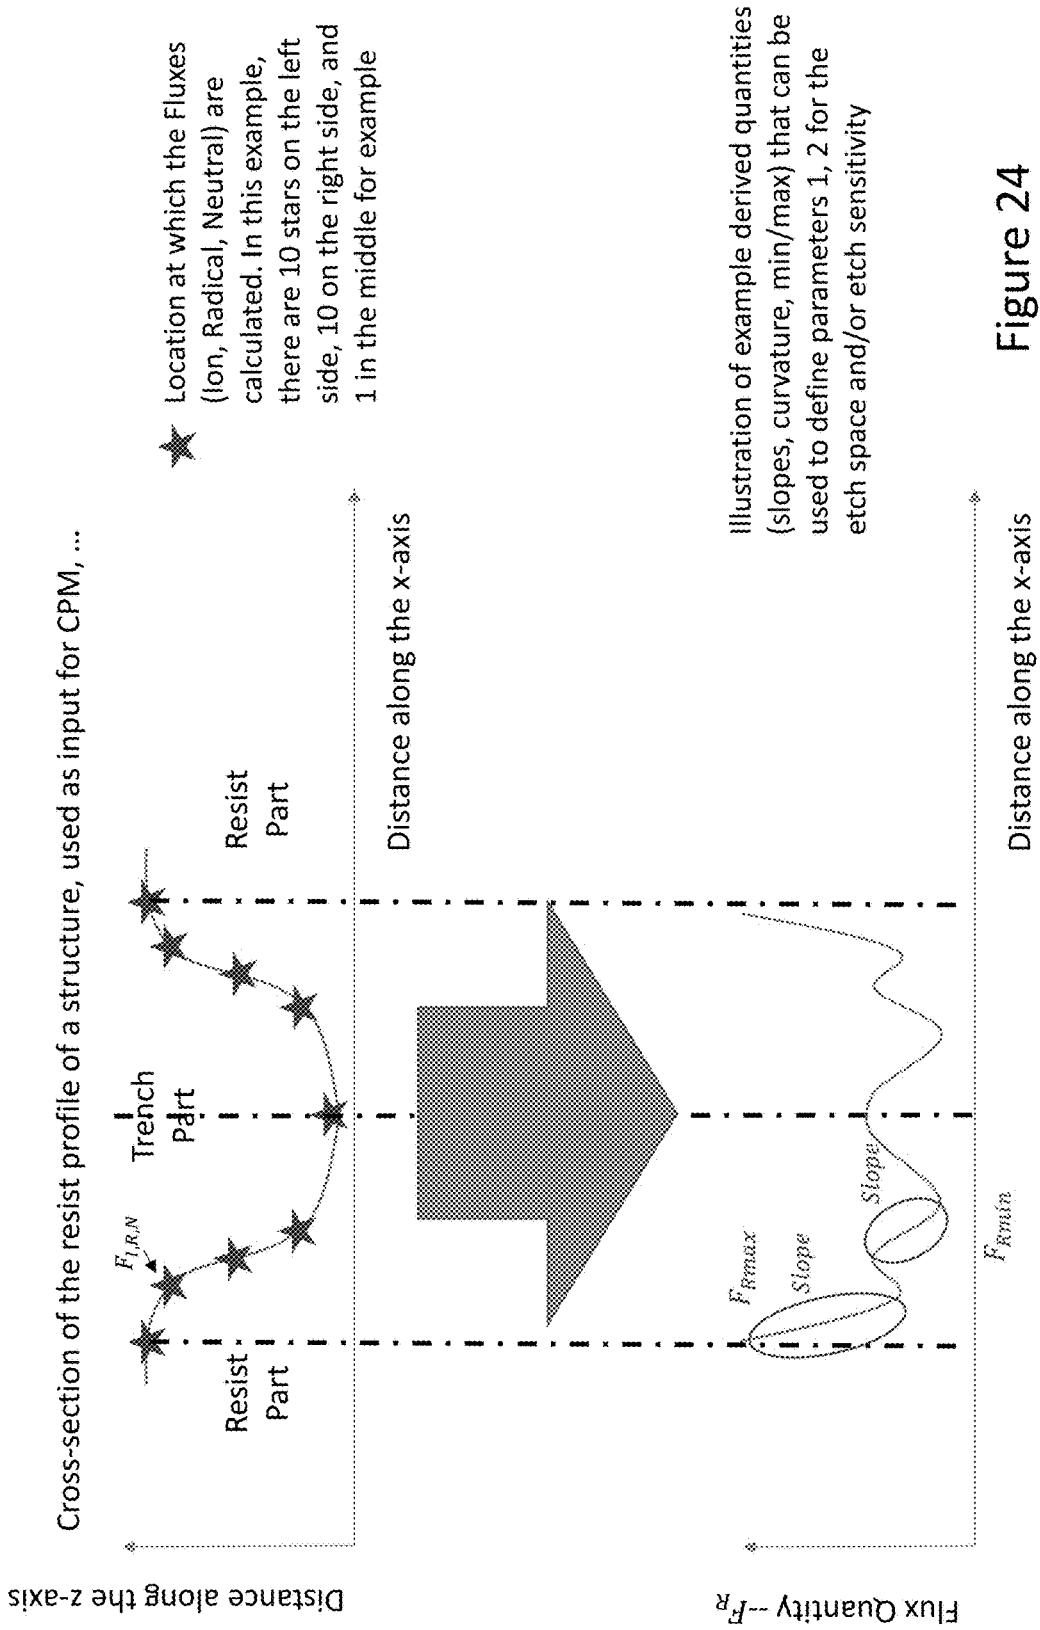 Cross-section of the resist profile of a structure, used as input for CPM, ...
Distance along the z-axis
Resist
Part
F_{I,R,N}
Trench
Part
Resist
Part
Distance along the x-axis
Location at which the Fluxes
(Ion, Radical, Neutral) are
calculated. In this example,
there are 10 stars on the left
side, 10 on the right side, and
1 in the middle for example
Flux Quantity --F_R
F_{Rmax}
Slope
Slope
F_{Rmin}
Distance along the x-axis
Illustration of example derived quantities
(slopes, curvature, min/max) that can be
used to define parameters 1, 2 for the
etch space and/or etch sensitivity
Figure 24